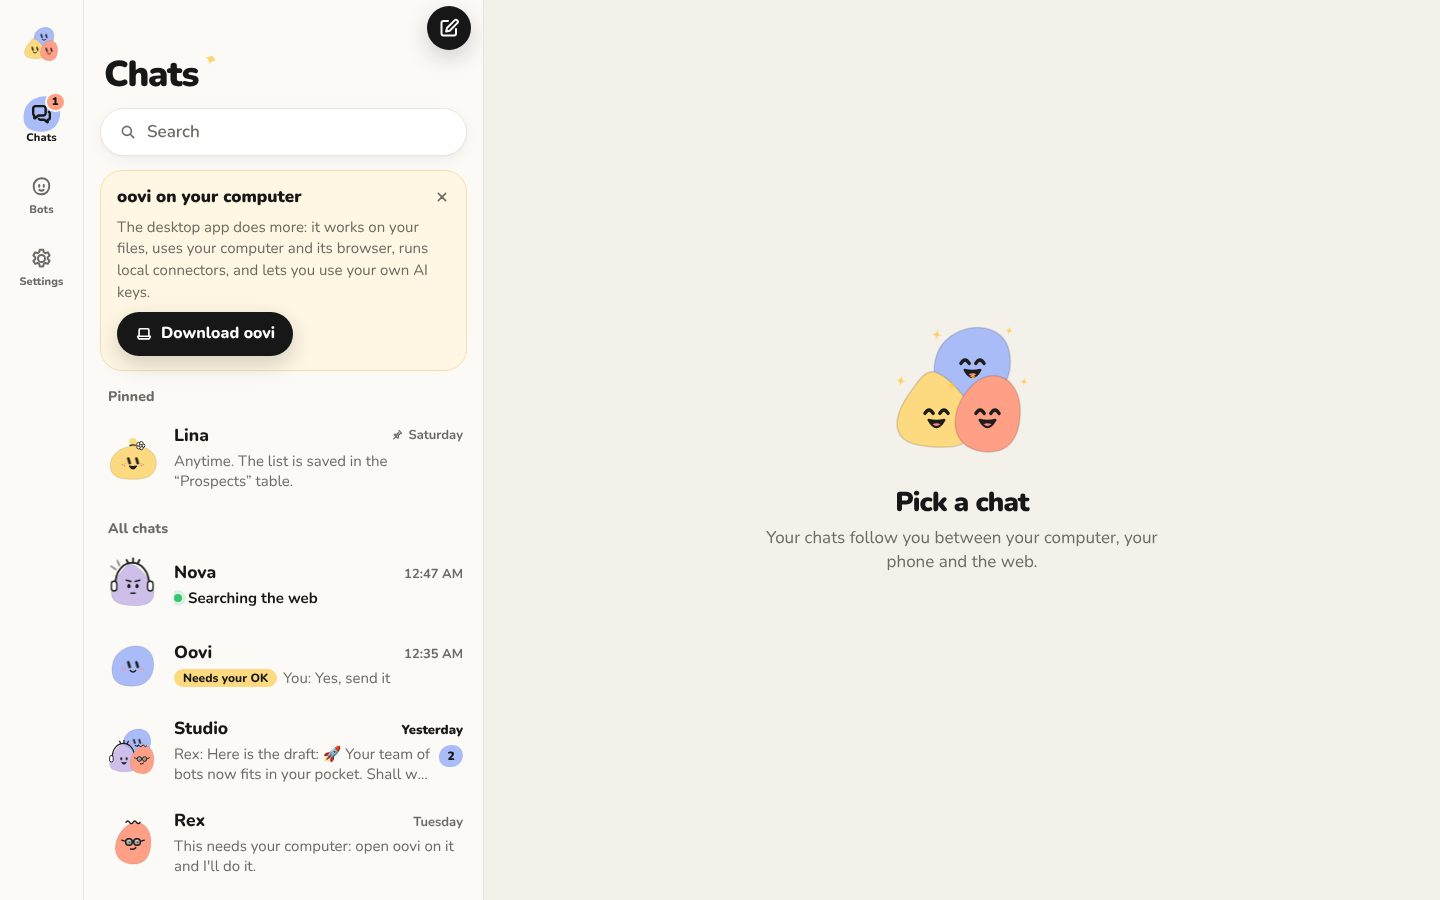 1
Chats
Bots
Settings
Chats
Search
oovi on your computer
The desktop app does more: it works on your
files, uses your computer and its browser, runs
local connectors, and lets you use your own AI
keys.
Download oovi
Pinned
Lina
Saturday
Anytime. The list is saved in the
“Prospects” table.
All chats
Nova
12:47 AM
Searching the web
Oovi
12:35 AM
Needs your OK
You: Yes, send it
Studio
Yesterday
Rex: Here is the draft: 🚀 Your team of
bots now fits in your pocket. Shall w...
2
Rex
Tuesday
This needs your computer: open oovi on it
and I'll do it.
Pick a chat
Your chats follow you between your computer, your
phone and the web.